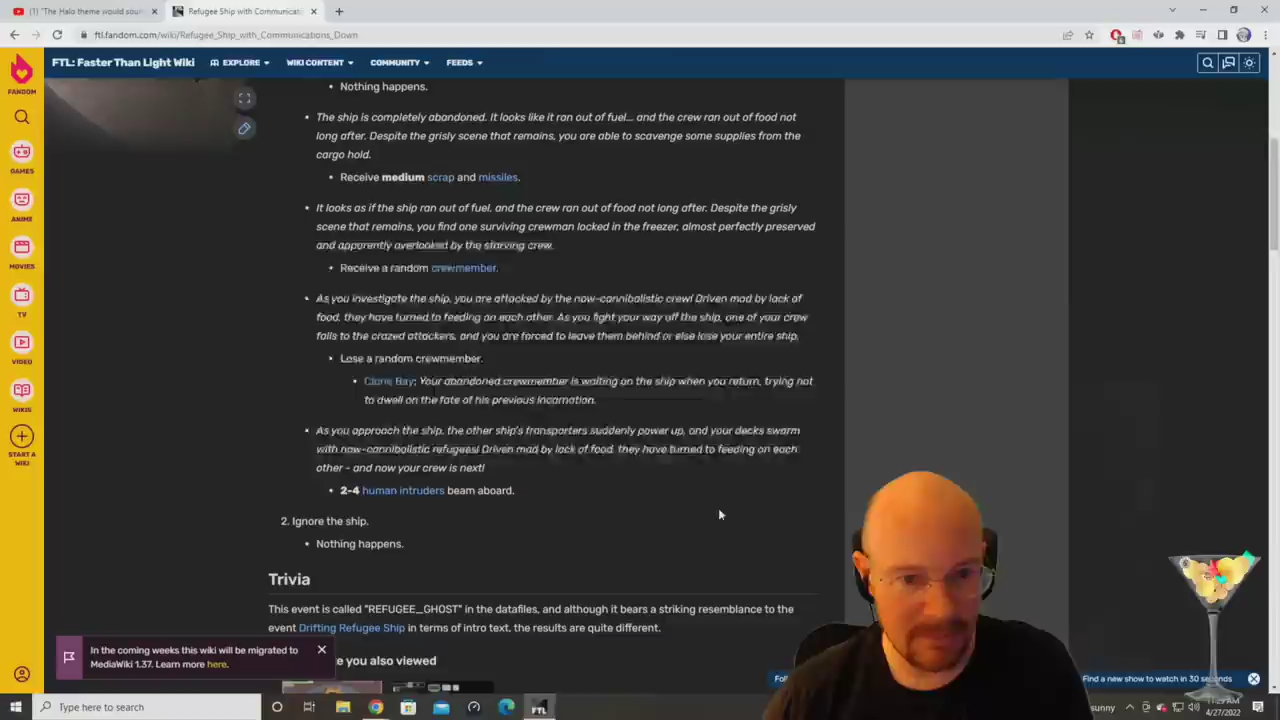 (1) "The Halo theme would soun
Refugee Ship with Communicati
ftl.fandom.com/wiki/Refugee_Ship_with_Communications_Down
FANDOM
GAMES
ANIME
MOVIES
TV
VIDEO
WIKIS
START A
WIKI
FTL: Faster Than Light Wiki
EXPLORE
WIKI CONTENT
COMMUNITY
FEEDS
Nothing happens.
The ship is completely abandoned. It looks like it ran out of fuel... and the crew ran out of food not
long after. Despite the grisly scene that remains, you are able to scavenge some supplies from the
cargo hold.
Receive medium scrap and missiles.
It looks as if the ship ran out of fuel, and the crew ran out of food not long after. Despite the grisly
scene that remains, you find one surviving crewman locked in the freezer, almost perfectly preserved
and apparently overlooked by the starving crew.
Receive a random crewmember.
As you investigate the ship, you are attacked by the now-cannibalistic crew! Driven mad by lack of
food, they have turned to feeding on each other. As you fight your way off the ship, one of your crew
falls to the crazed attackers, and you are forced to leave them behind or else lose your entire ship.
Lose a random crewmember.
Clone Bay: Your abandoned crewmember is waiting on the ship when you return, trying not
to dwell on the fate of his previous incarnation.
As you approach the ship, the other ship's transporters suddenly power up, and your decks swarm
with now-cannibalistic refugees! Driven mad by lack of food, they have turned to feeding on each
other - and now your crew is next!
2-4 human intruders beam aboard.
2. Ignore the ship.
Nothing happens.
Trivia
This event is called "REFUGEE_GHOST" in the datafiles, and although it bears a striking resemblance to the
event Drifting Refugee Ship in terms of intro text, the results are quite different.
In the coming weeks this wiki will be migrated to
MediaWiki 1.37. Learn more here.
you also viewed
Find a new show to watch in 30 seconds
Type here to search
FTL
sunny
4/27/2022